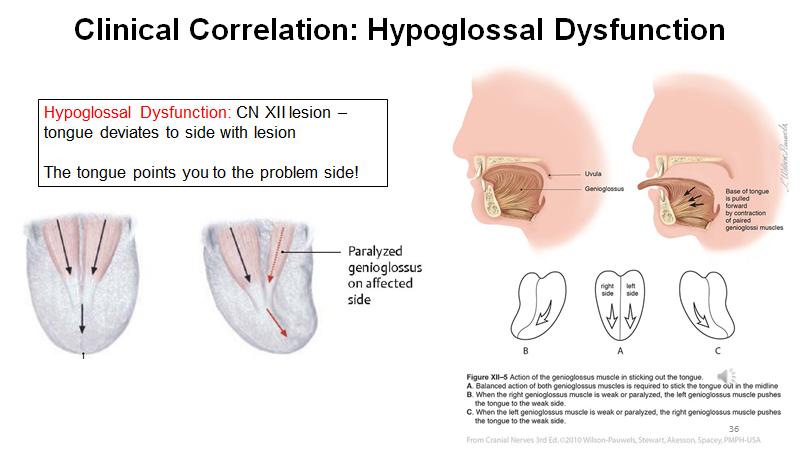 Clinical Correlation: Hypoglossal Dysfunction
Hypoglossal Dysfunction: CN XII lesion –
tongue deviates to side with lesion
The tongue points you to the problem side!
Paralyzed
genioglossus
on affected
side
Uvula
Genioglossus
Base of tongue
is pulled
forward
by contraction
of paired
genioglossi muscles
L. Wilson-Pauwels
right
side
left
side
B
A
C
Figure XII–5 Action of the genioglossus muscle in sticking out the tongue.
A. Balanced action of both genioglossus muscles is required to stick the tongue out in the midline
B. When the right genioglossus muscle is weak or paralyzed, the left genioglossus muscle pushes
the tongue to the weak side.
C. When the left genioglossus muscle is weak or paralyzed, the right genioglossus muscle pushes
the tongue to the weak side.
36
From Cranial Nerves 3rd Ed. ©2010 Wilson-Pauwels, Stewart, Akesson, Spacey, PMPH-USA